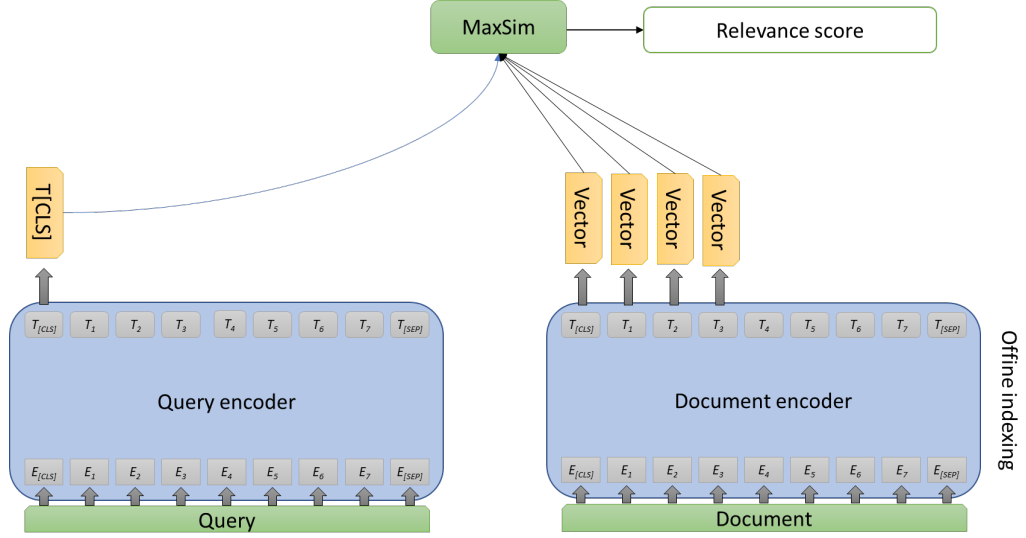 MaxSim
Relevance score
T[CLS]
Vector Vector Vector Vector
T[CLS] T1 T2 T3 T4 T5 T6 T7 T[SEP]
T[CLS] T1 T2 T3 T4 T5 T6 T7 T[SEP]
Query encoder
Document encoder
Offine indexing
E[CLS] E1 E2 E3 E4 E5 E6 E7 E[SEP]
E[CLS] E1 E2 E3 E4 E5 E6 E7 E[SEP]
Query
Document